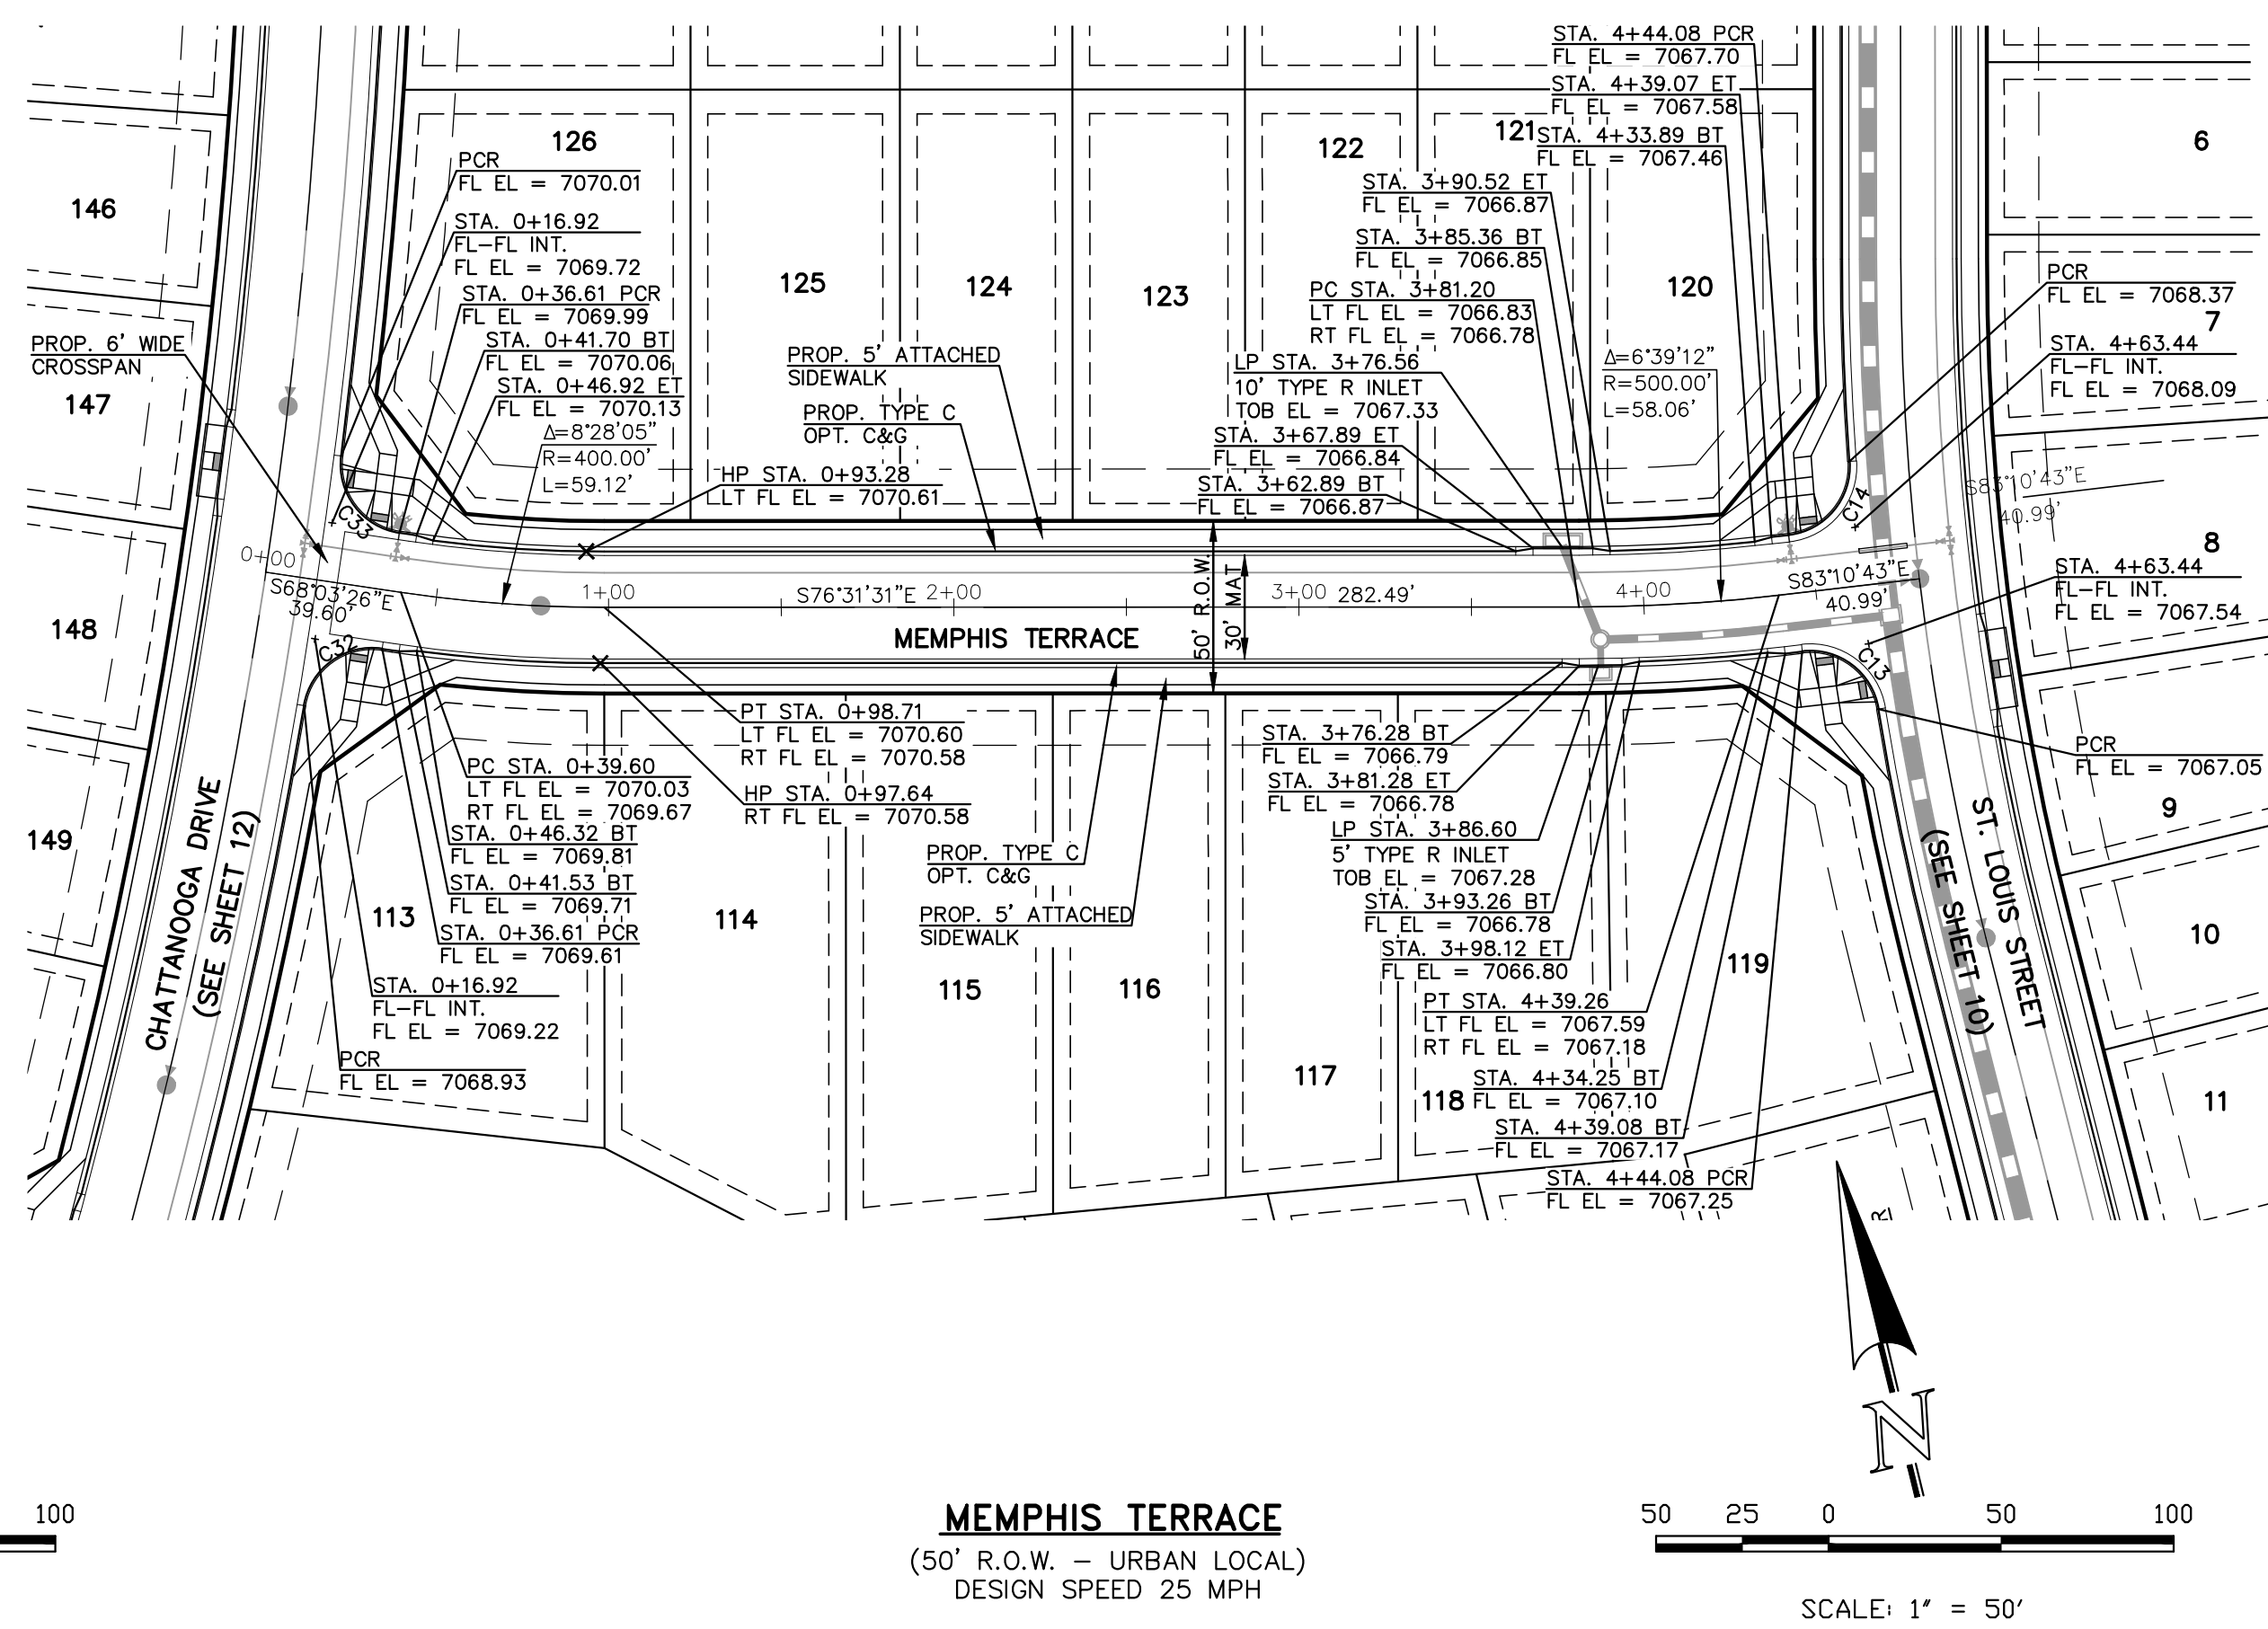 STA. 4+44.08 PCR
FL EL = 7067.70
STA. 4+39.07 ET
FL EL = 7067.58
STA. 4+33.89 BT
FL EL = 7067.46
STA. 3+90.52 ET
FL EL = 7066.87
STA. 3+85.36 BT
FL EL = 7066.85
PC STA. 3+81.20
LT FL EL = 7066.83
RT FL EL = 7066.78
LP STA. 3+76.56
10' TYPE R INLET
TOB EL = 7067.33
STA. 3+67.89 ET
FL EL = 7066.84
STA. 3+62.89 BT
FL EL = 7066.87
126
125
124
123
122
121
120
146
147
148
149
6
7
8
9
10
11
PCR
FL EL = 7070.01
STA. 0+16.92
FL-FL INT.
FL EL = 7069.72
STA. 0+36.61 PCR
FL EL = 7069.99
STA. 0+41.70 BT
FL EL = 7070.06
STA. 0+46.92 ET
FL EL = 7070.13
Δ=8°28'05"
R=400.00'
L=59.12'
PROP. 6' WIDE
CROSSPAN
PROP. 5' ATTACHED
SIDEWALK
PROP. TYPE C
OPT. C&G
HP STA. 0+93.28
LT FL EL = 7070.61
Δ=6°39'12"
R=500.00'
L=58.06'
PCR
FL EL = 7068.37
STA. 4+63.44
FL-FL INT.
FL EL = 7068.09
S83°10'43"E
40.99'
C33
C14
0+00
S68°03'26"E
39.60'
1+00
S76°31'31"E
2+00
3+00
282.49'
4+00
S83°10'43"E
40.99'
50' R.O.W.
30' MAT
MEMPHIS TERRACE
C32
C13
STA. 4+63.44
FL-FL INT.
FL EL = 7067.54
PCR
FL EL = 7067.05
PT STA. 0+98.71
LT FL EL = 7070.60
RT FL EL = 7070.58
PC STA. 0+39.60
LT FL EL = 7070.03
RT FL EL = 7069.67
HP STA. 0+97.64
RT FL EL = 7070.58
STA. 0+46.32 BT
FL EL = 7069.81
STA. 0+41.53 BT
FL EL = 7069.71
STA. 0+36.61 PCR
FL EL = 7069.61
STA. 0+16.92
FL-FL INT.
FL EL = 7069.22
PCR
FL EL = 7068.93
PROP. TYPE C
OPT. C&G
PROP. 5' ATTACHED
SIDEWALK
STA. 3+76.28 BT
FL EL = 7066.79
STA. 3+81.28 ET
FL EL = 7066.78
LP STA. 3+86.60
5' TYPE R INLET
TOB EL = 7067.28
STA. 3+93.26 BT
FL EL = 7066.78
STA. 3+98.12 ET
FL EL = 7066.80
PT STA. 4+39.26
LT FL EL = 7067.59
RT FL EL = 7067.18
STA. 4+34.25 BT
FL EL = 7067.10
STA. 4+39.08 BT
FL EL = 7067.17
STA. 4+44.08 PCR
FL EL = 7067.25
CHATTANOOGA DRIVE
(SEE SHEET 12)
ST. LOUIS STREET
(SEE SHEET 10)
113
114
115
116
117
118
119
R
N
100
MEMPHIS TERRACE
(50' R.O.W. - URBAN LOCAL)
DESIGN SPEED 25 MPH
50 25 0 50 100
SCALE: 1" = 50'